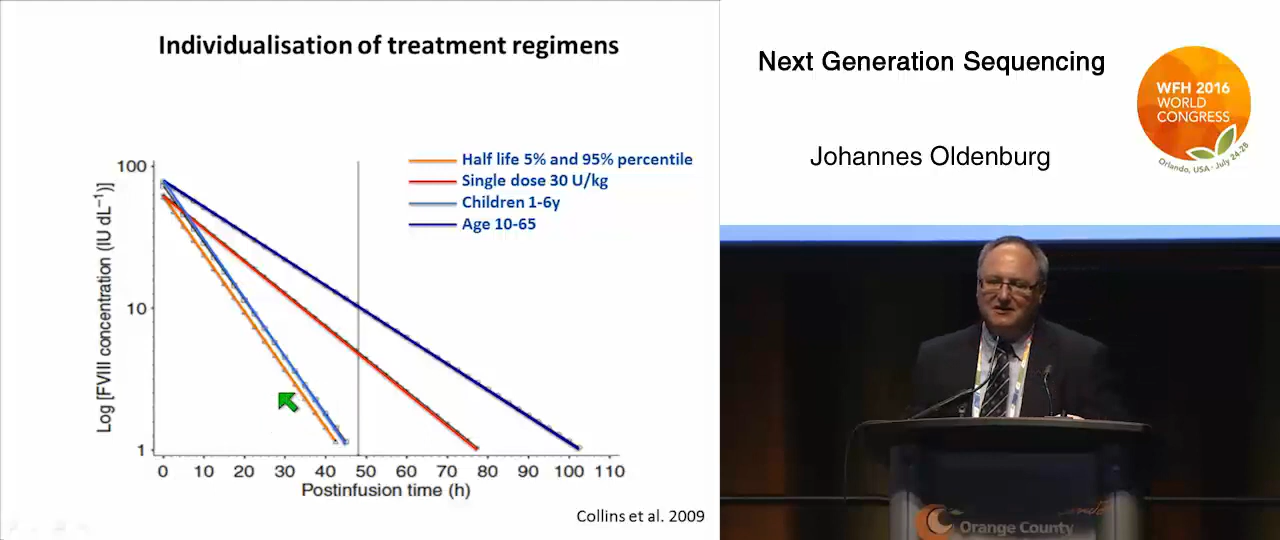 Individualisation of treatment regimens
Half life 5% and 95% percentile
Single dose 30 U/kg
Children 1-6y
Age 10-65
Log [FVIII concentration (IU dL⁻¹)]
100
10
1
0 10 20 30 40 50 60 70 80 90 100 110
Postinfusion time (h)
Collins et al. 2009
Next Generation Sequencing
Johannes Oldenburg
WFH 2016
WORLD
CONGRESS
Orlando, USA · July 24-28
Orange County